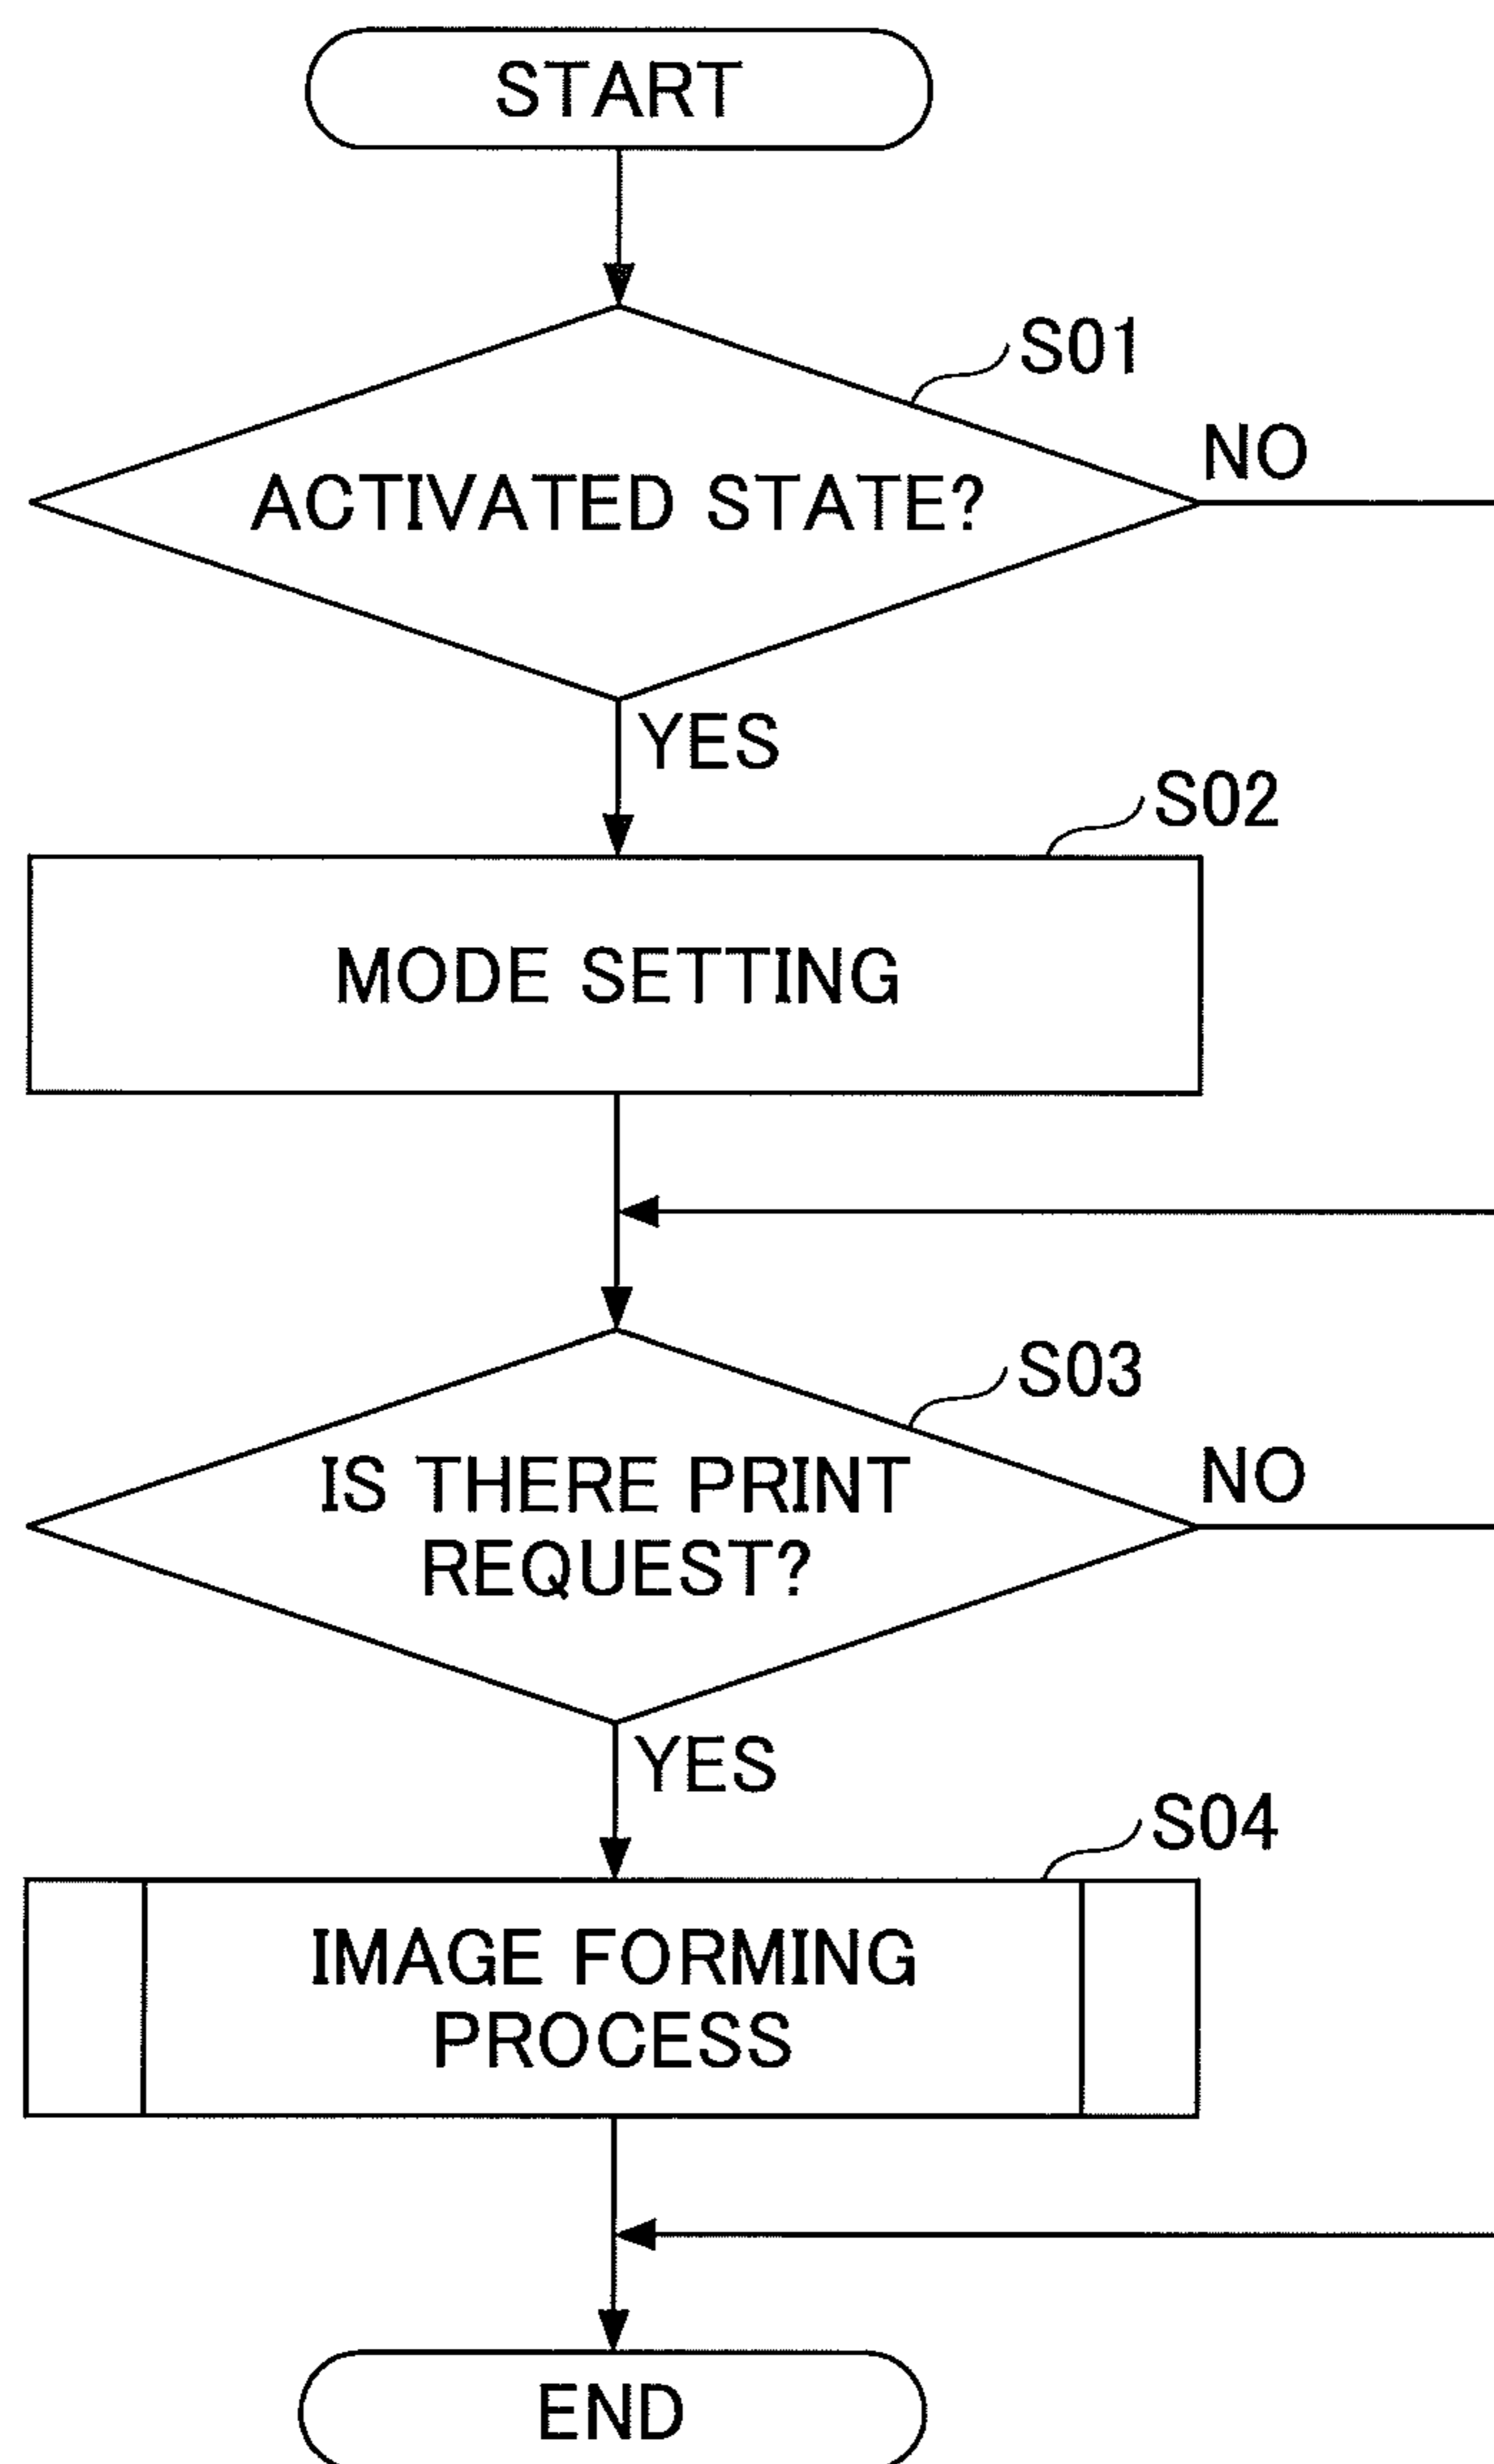 START
S01
NO
ACTIVATED STATE?
YES
S02
MODE SETTING
S03
NO
IS THERE PRINT
REQUEST?
YES
S04
IMAGE FORMING
PROCESS
END